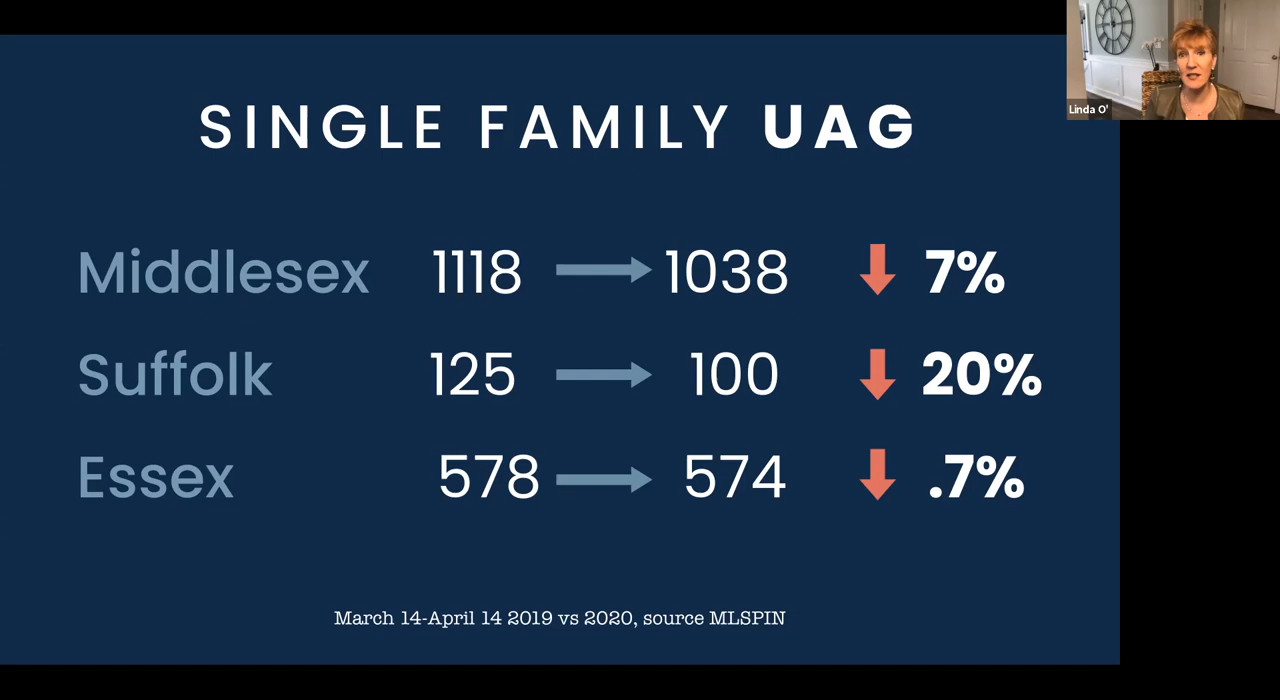 Linda O'
SINGLE FAMILY UAG
Middlesex 1118 1038 7%
Suffolk 125 100 20%
Essex 578 574 .7%
March 14-April 14 2019 vs 2020, source MLSPIN